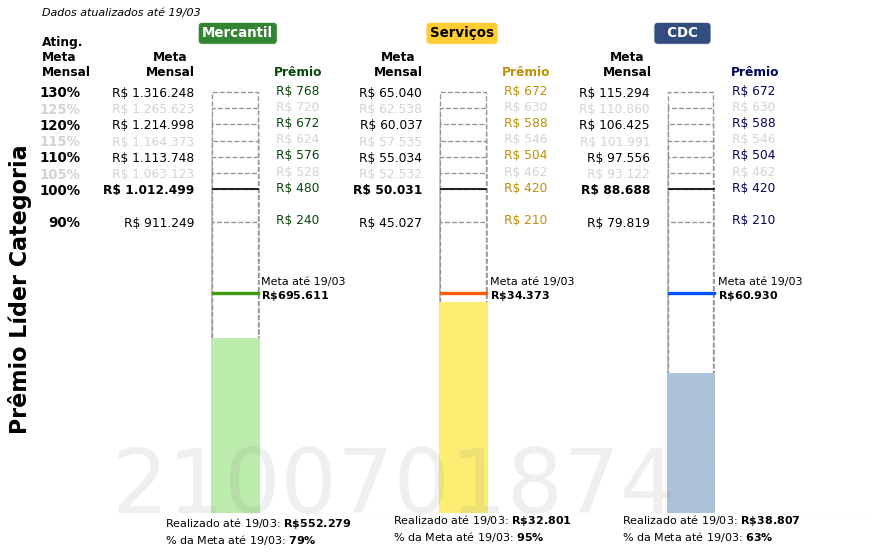 Dados atualizados até 19/03
Mercantil
Serviços
CDC
Ating.
Meta
Mensal
Meta
Mensal
Prêmio
Meta
Mensal
Prêmio
Meta
Mensal
Prêmio
130% R$ 1.316.248 R$ 768 R$ 65.040 R$ 672 R$ 115.294 R$ 672
125% R$ 1.265.623 R$ 720 R$ 62.538 R$ 630 R$ 110.860 R$ 630
120% R$ 1.214.998 R$ 672 R$ 60.037 R$ 588 R$ 106.425 R$ 588
115% R$ 1.164.373 R$ 624 R$ 57.535 R$ 546 R$ 101.991 R$ 546
110% R$ 1.113.748 R$ 576 R$ 55.034 R$ 504 R$ 97.556 R$ 504
105% R$ 1.063.123 R$ 528 R$ 52.532 R$ 462 R$ 93.122 R$ 462
100% R$ 1.012.499 R$ 480 R$ 50.031 R$ 420 R$ 88.688 R$ 420
90% R$ 911.249 R$ 240 R$ 45.027 R$ 210 R$ 79.819 R$ 210
Prêmio Líder Categoria
Meta até 19/03
R$695.611
Meta até 19/03
R$34.373
Meta até 19/03
R$60.930
2100701874
Realizado até 19/03: R$552.279
% da Meta até 19/03: 79%
Realizado até 19/03: R$32.801
% da Meta até 19/03: 95%
Realizado até 19/03: R$38.807
% da Meta até 19/03: 63%